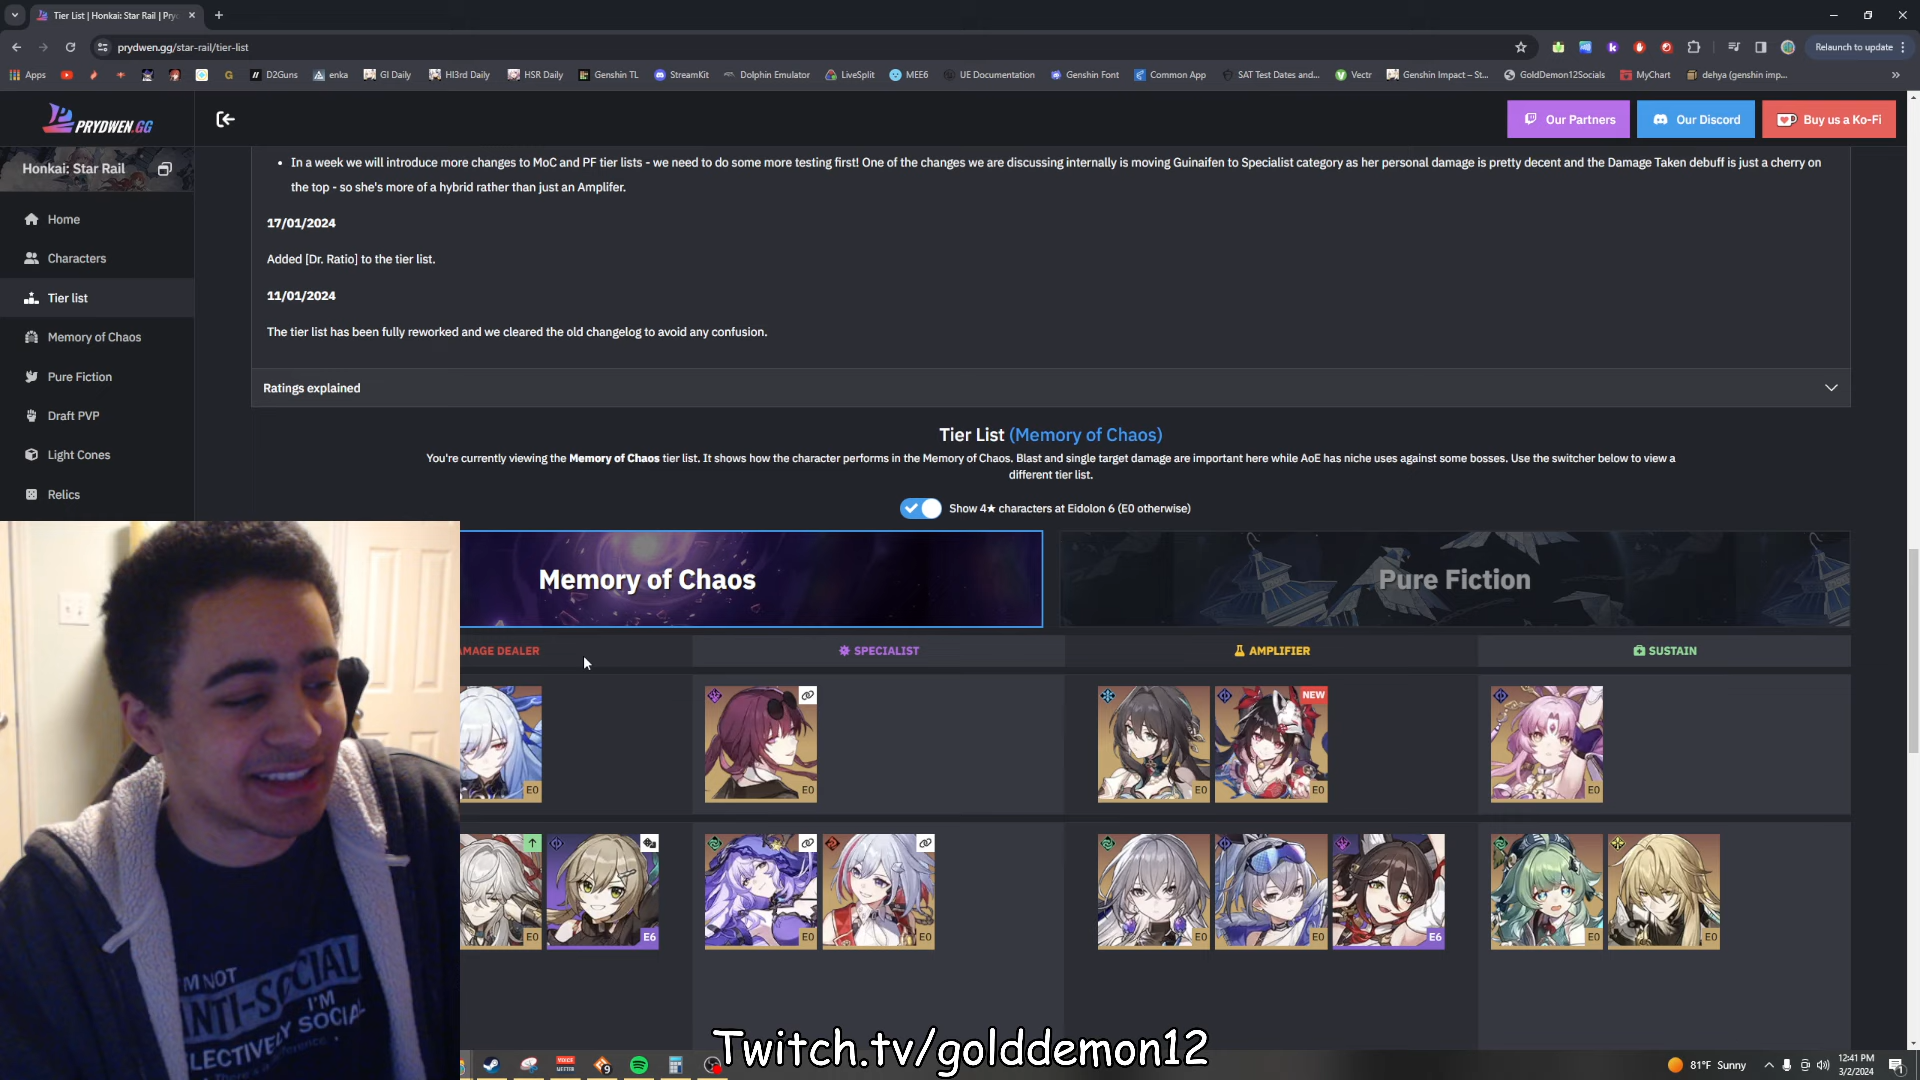 Tier List | Honkai: Star Rail | Pry
prydwen.gg/star-rail/tier-list
Relaunch to update
Apps
D2Guns
enka
GI Daily
HI3rd Daily
HSR Daily
Genshin TL
StreamKit
Dolphin Emulator
LiveSplit
MEE6
UE Documentation
Genshin Font
Common App
SAT Test Dates and...
Vectr
Genshin Impact – St...
GoldDemon12Socials
MyChart
dehya (genshin imp...
PRYDWEN.GG
Our Partners
Our Discord
Buy us a Ko-Fi
Honkai: Star Rail
Home
Characters
Tier list
Memory of Chaos
Pure Fiction
Draft PVP
Light Cones
Relics
In a week we will introduce more changes to MoC and PF tier lists - we need to do some more testing first! One of the changes we are discussing internally is moving Guinaifen to Specialist category as her personal damage is pretty decent and the Damage Taken debuff is just a cherry on
the top - so she's more of a hybrid rather than just an Amplifer.
17/01/2024
Added [Dr. Ratio] to the tier list.
11/01/2024
The tier list has been fully reworked and we cleared the old changelog to avoid any confusion.
Ratings explained
Tier List (Memory of Chaos)
You're currently viewing the Memory of Chaos tier list. It shows how the character performs in the Memory of Chaos. Blast and single target damage are important here while AoE has niche uses against some bosses. Use the switcher below to view a
different tier list.
Show 4★ characters at Eidolon 6 (E0 otherwise)
Memory of Chaos
Pure Fiction
AMAGE DEALER
SPECIALIST
AMPLIFIER
SUSTAIN
NEW
E0
E0
E0
E0
E0
E0
E6
E0
E0
E0
E0
E6
E0
E0
I'M NOT
ANTI-SOCIAL
I'M
SELECTIVELY SOCIAL
Twitch.tv/golddemon12
81°F Sunny
12:41 PM
3/2/2024